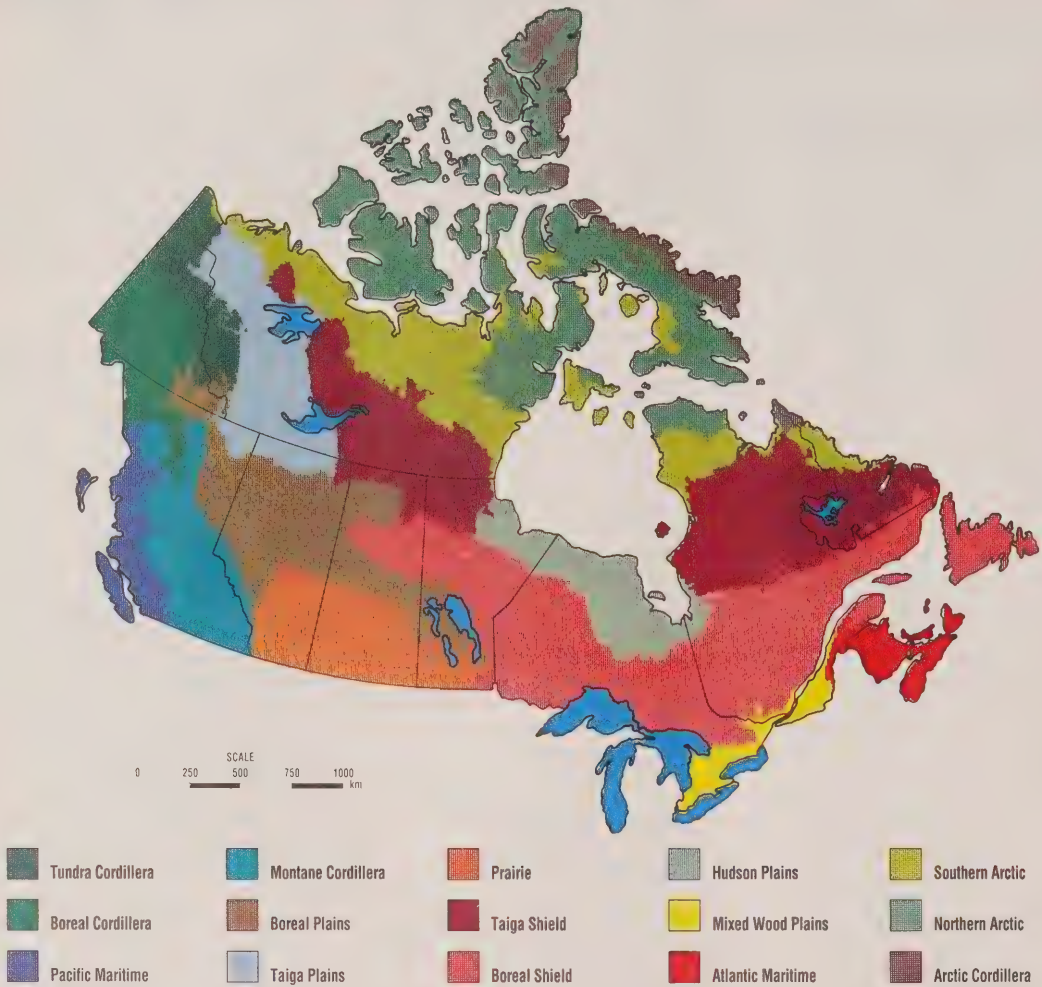 SCALE
0 250 500 750 1000
km
Tundra Cordillera
Montane Cordillera
Prairie
Hudson Plains
Southern Arctic
Boreal Cordillera
Boreal Plains
Taiga Shield
Mixed Wood Plains
Northern Arctic
Pacific Maritime
Taiga Plains
Boreal Shield
Atlantic Maritime
Arctic Cordillera